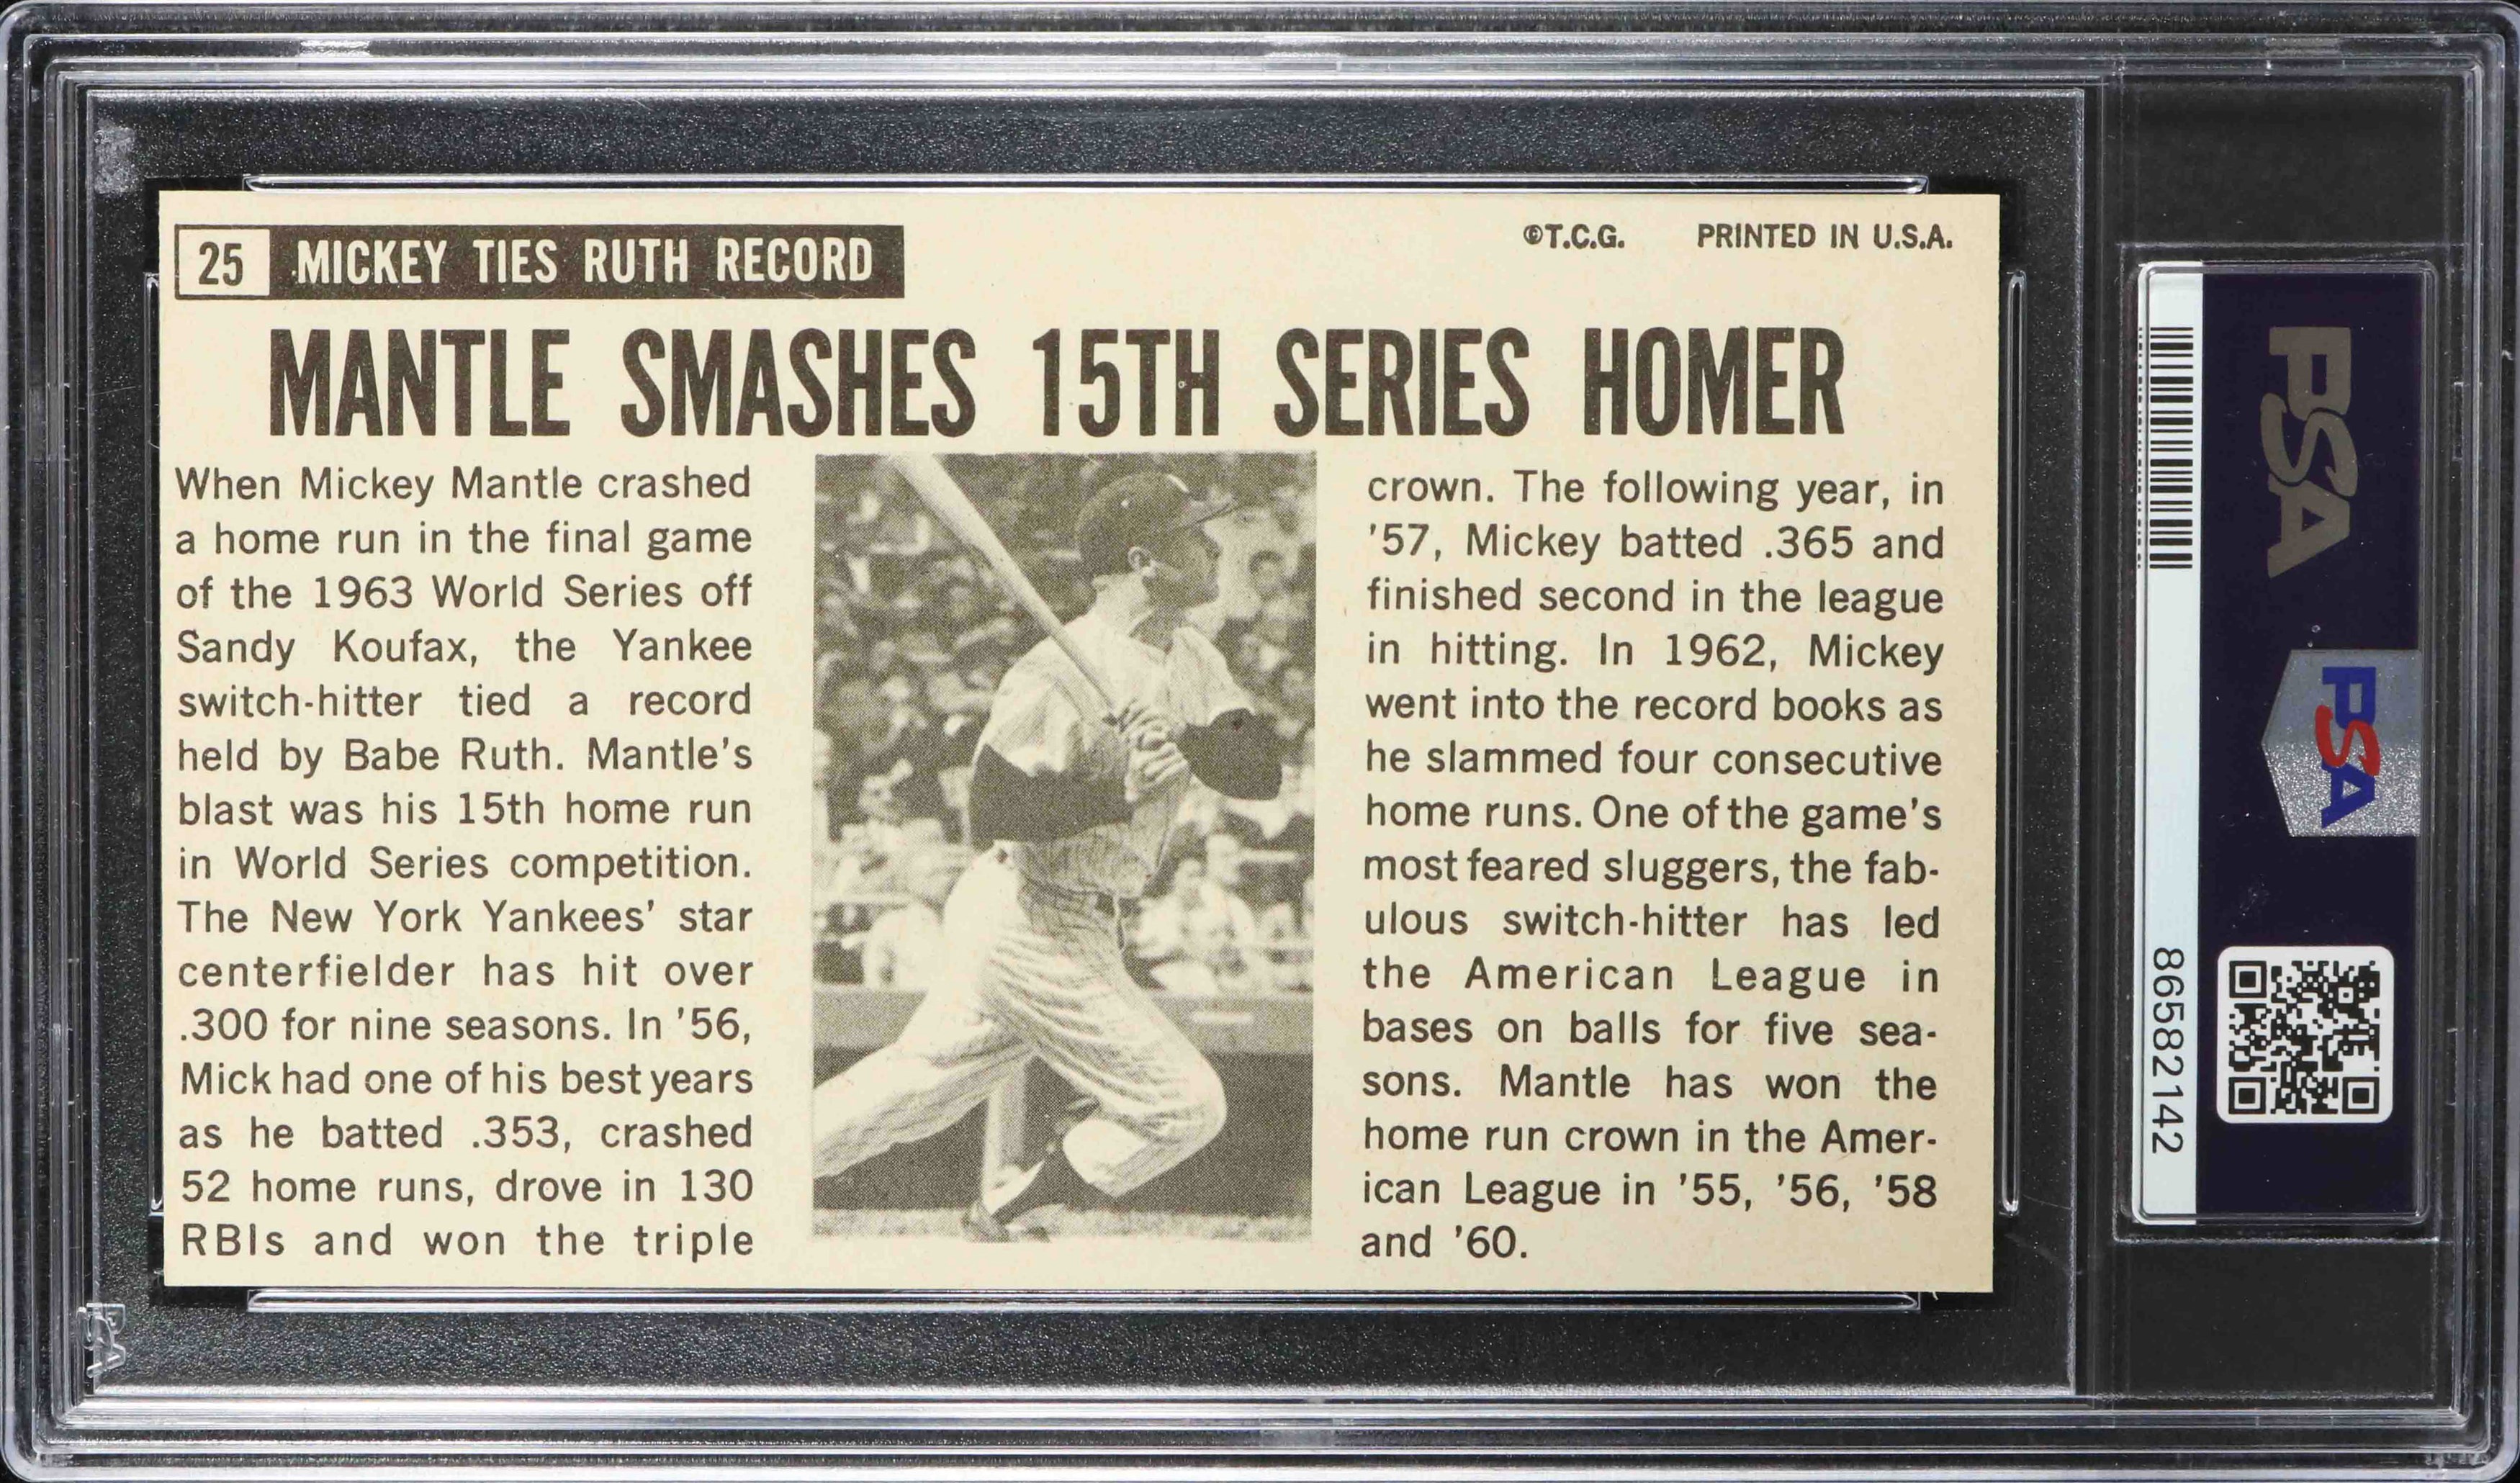 25 MICKEY TIES RUTH RECORD
©T.C.G. PRINTED IN U.S.A.
MANTLE SMASHES 15TH SERIES HOMER
When Mickey Mantle crashed
a home run in the final game
of the 1963 World Series off
Sandy Koufax, the Yankee
switch-hitter tied a record
held by Babe Ruth. Mantle's
blast was his 15th home run
in World Series competition.
The New York Yankees' star
centerfielder has hit over
.300 for nine seasons. In '56,
Mick had one of his best years
as he batted .353, crashed
52 home runs, drove in 130
RBIs and won the triple
crown. The following year, in
'57, Mickey batted .365 and
finished second in the league
in hitting. In 1962, Mickey
went into the record books as
he slammed four consecutive
home runs. One of the game's
most feared sluggers, the fab-
ulous switch-hitter has led
the American League in
bases on balls for five sea-
sons. Mantle has won the
home run crown in the Amer-
ican League in '55, '56, '58
and '60.
PSA
PSA
86582142
PSA